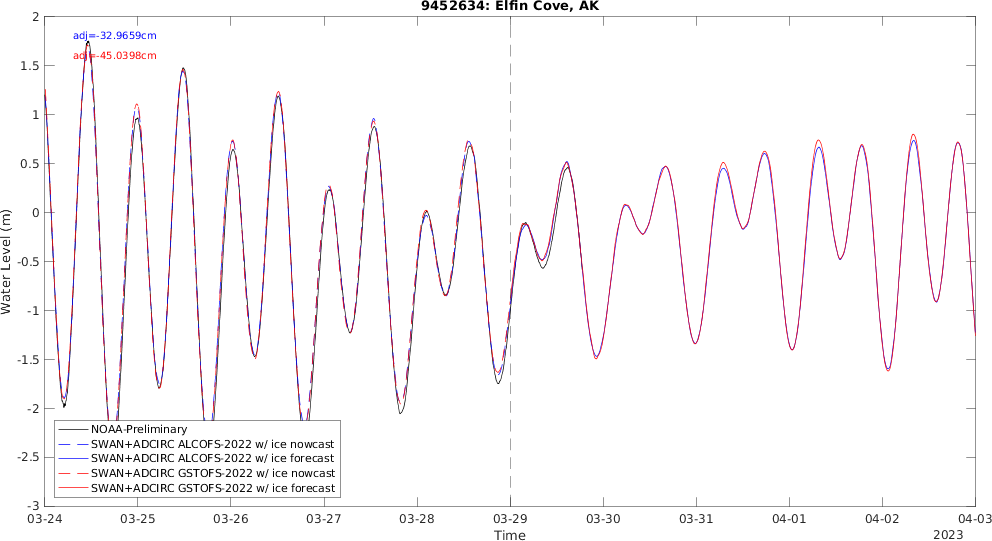 9452634: Elfin Cove, AK
adj=-32.9659cm
adj=-45.0398cm
Water Level (m)
2
1.5
1
0.5
0
-0.5
-1
-1.5
-2
-2.5
-3
NOAA-Preliminary
SWAN+ADCIRC ALCOFS-2022 w/ ice nowcast
SWAN+ADCIRC ALCOFS-2022 w/ ice forecast
SWAN+ADCIRC GSTOFS-2022 w/ ice nowcast
SWAN+ADCIRC GSTOFS-2022 w/ ice forecast
03-24 03-25 03-26 03-27 03-28 03-29 03-30 03-31 04-01 04-02 04-03
Time
2023